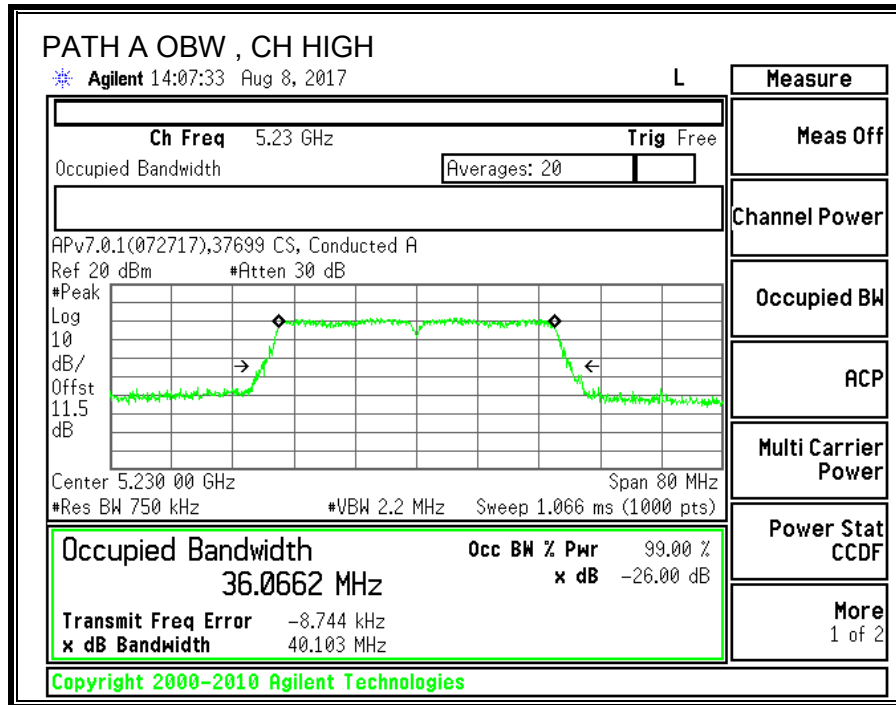 PATH A OBW , CH HIGH
Agilent 14:07:33 Aug 8, 2017 L
Measure
Ch Freq 5.23 GHz Trig Free
Meas Off
Occupied Bandwidth Averages: 20
Channel Power
APv7.0.1(072717),37699 CS, Conducted A
Ref 20 dBm #Atten 30 dB
#Peak
Log
10
dB/
Offst
11.5
dB
Occupied BW
ACP
Center 5.230 00 GHz Span 80 MHz
#Res BW 750 kHz #VBW 2.2 MHz Sweep 1.066 ms (1000 pts)
Multi Carrier
Power
Occupied Bandwidth Occ BW % Pwr 99.00 %
36.0662 MHz x dB -26.00 dB
Transmit Freq Error -8.744 kHz
x dB Bandwidth 40.103 MHz
Power Stat
CCDF
More
1 of 2
Copyright 2000-2010 Agilent Technologies